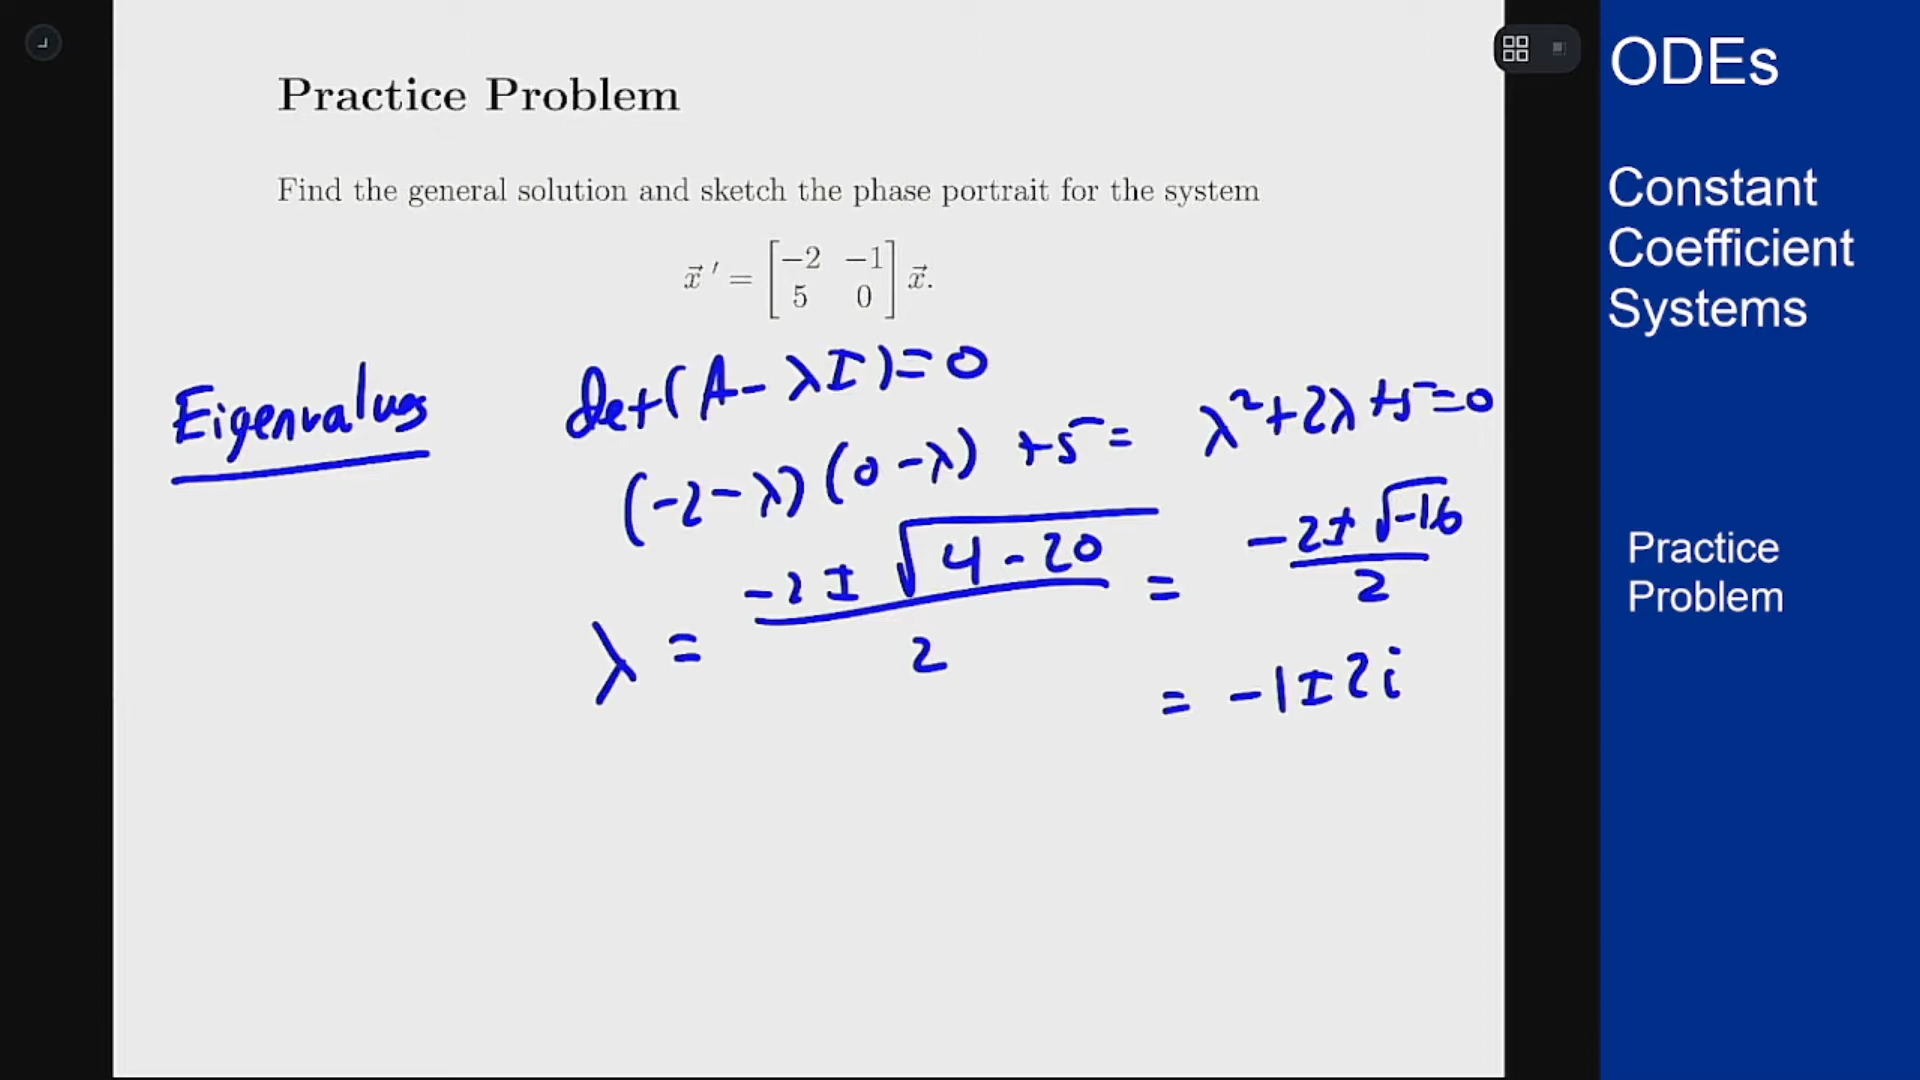 Practice Problem
Find the general solution and sketch the phase portrait for the system
x⃗ ′ = [−2 −1
5 0] x⃗.
Eigenvalues
det(A - λI) = 0
(-2-λ)(0-λ) +5 = λ²+2λ+5=0
λ = (-2 ± √(4-20))/2 = (-2 ± √-16)/2
= -1 ± 2i
ODEs
Constant
Coefficient
Systems
Practice
Problem